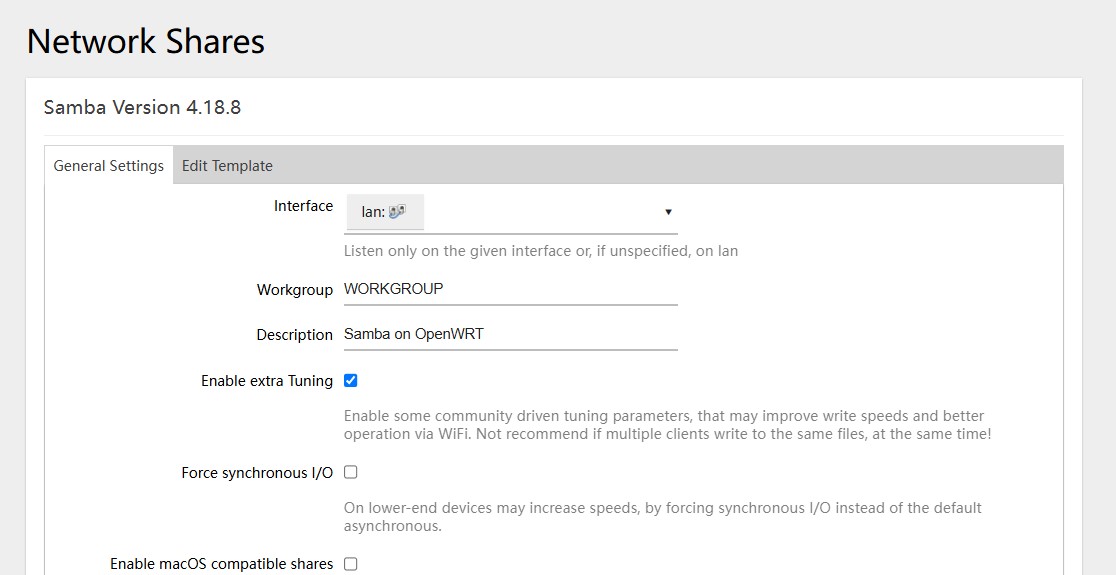 Network Shares
Samba Version 4.18.8
General Settings Edit Template
Interface lan:
Listen only on the given interface or, if unspecified, on lan
Workgroup WORKGROUP
Description Samba on OpenWRT
Enable extra Tuning
Enable some community driven tuning parameters, that may improve write speeds and better
operation via WiFi. Not recommend if multiple clients write to the same files, at the same time!
Force synchronous I/O
On lower-end devices may increase speeds, by forcing synchronous I/O instead of the default
asynchronous.
Enable macOS compatible shares